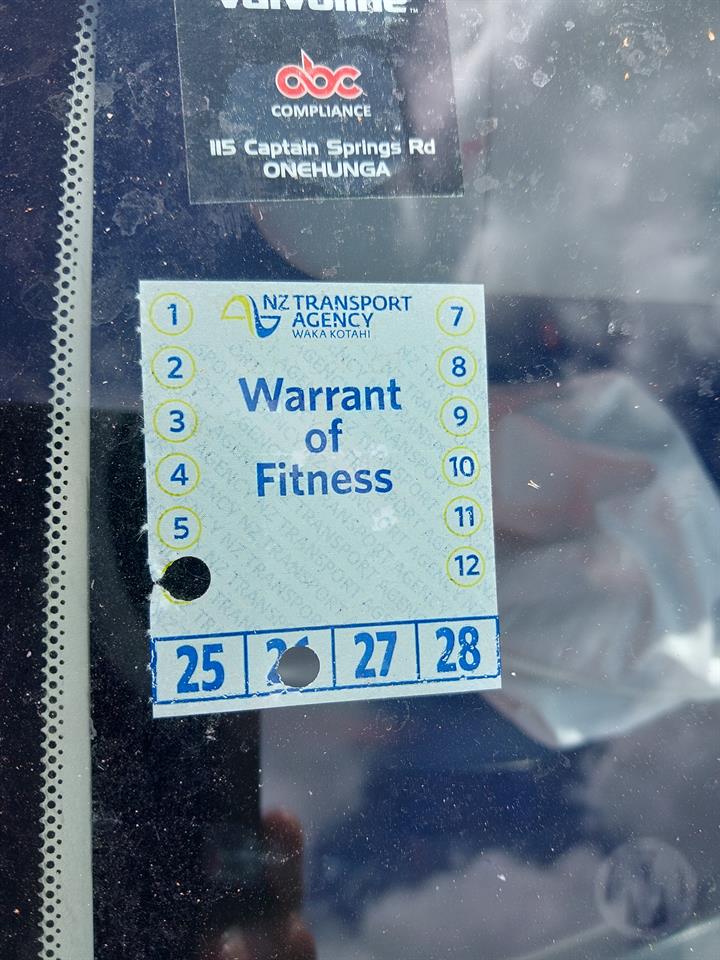 Valvoline™
abc
COMPLIANCE
115 Captain Springs Rd
ONEHUNGA
NZ TRANSPORT
AGENCY
WAKA KOTAHI
Warrant
of
Fitness
1
2
3
4
5
7
8
9
10
11
12
25 27 28